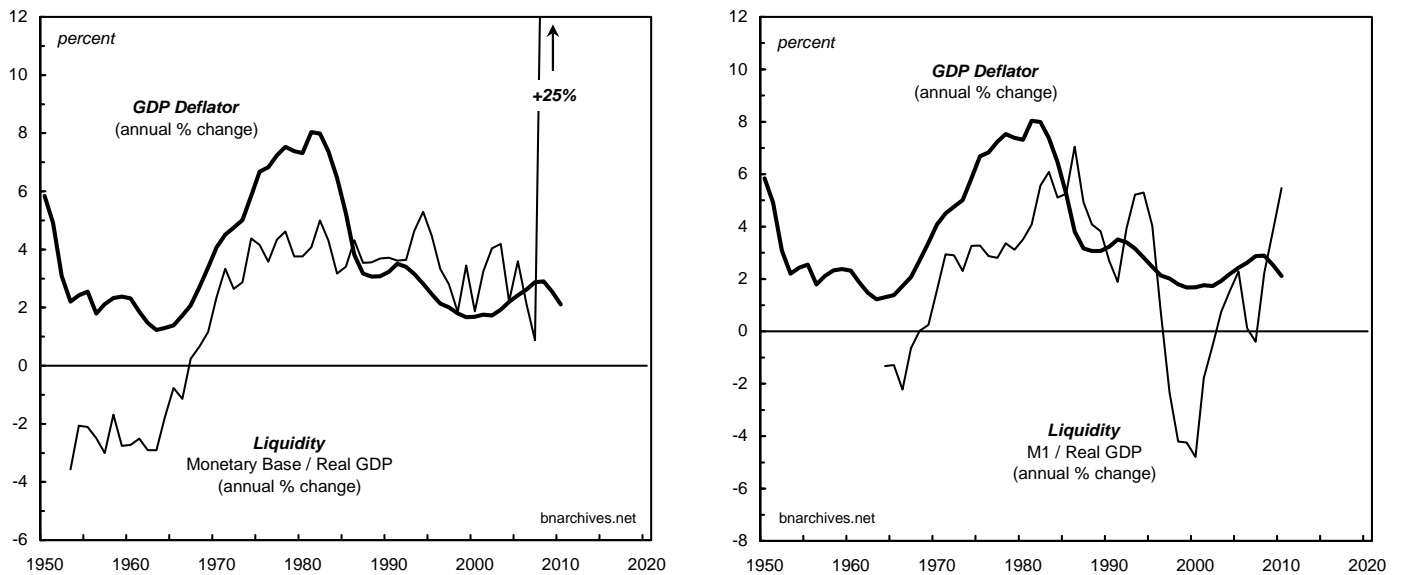 12
10
8
6
4
2
0
-2
-4
-6
percent
GDP Deflator
(annual % change)
+25%
Liquidity
Monetary Base / Real GDP
(annual % change)
bnarchives.net
1950 1960 1970 1980 1990 2000 2010 2020
12
10
8
6
4
2
0
-2
-4
-6
-8
percent
GDP Deflator
(annual % change)
Liquidity
M1 / Real GDP
(annual % change)
bnarchives.net
1950 1960 1970 1980 1990 2000 2010 2020